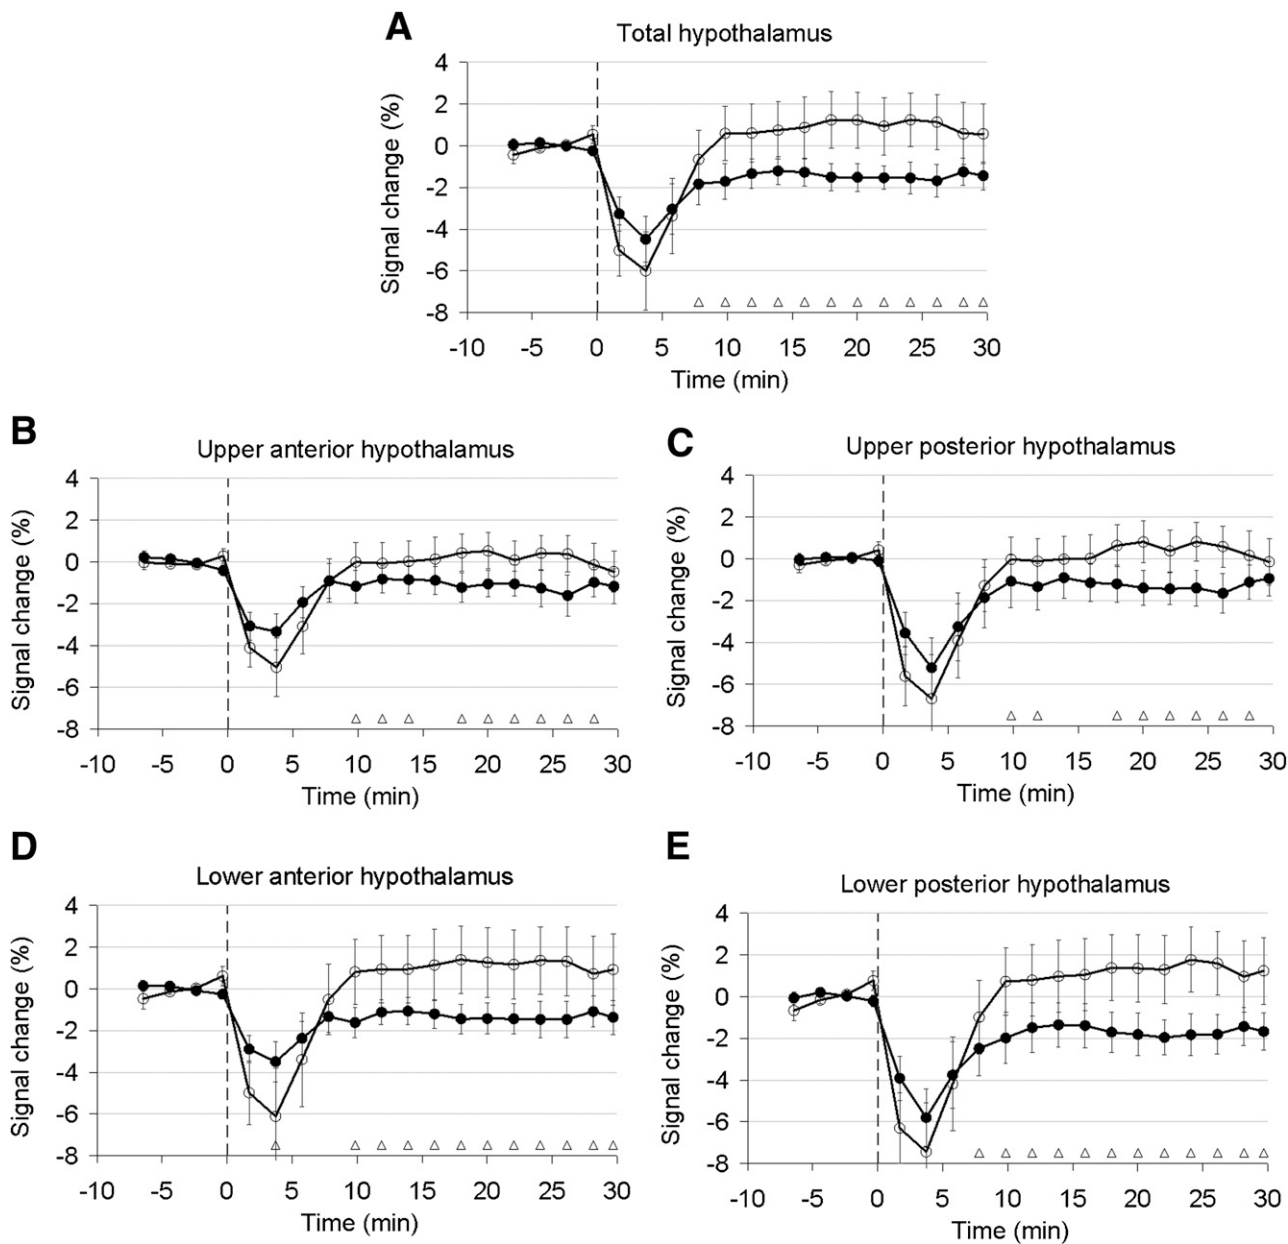 A
Total hypothalamus
4
2
0
-2
-4
-6
-8
Signal change (%)
-10 -5 0 5 10 15 20 25 30
Time (min)
B
Upper anterior hypothalamus
4
2
0
-2
-4
-6
-8
Signal change (%)
-10 -5 0 5 10 15 20 25 30
Time (min)
C
Upper posterior hypothalamus
4
2
0
-2
-4
-6
-8
Signal change (%)
-10 -5 0 5 10 15 20 25 30
Time (min)
D
Lower anterior hypothalamus
4
2
0
-2
-4
-6
-8
Signal change (%)
-10 -5 0 5 10 15 20 25 30
Time (min)
E
Lower posterior hypothalamus
4
2
0
-2
-4
-6
-8
Signal change (%)
-10 -5 0 5 10 15 20 25 30
Time (min)